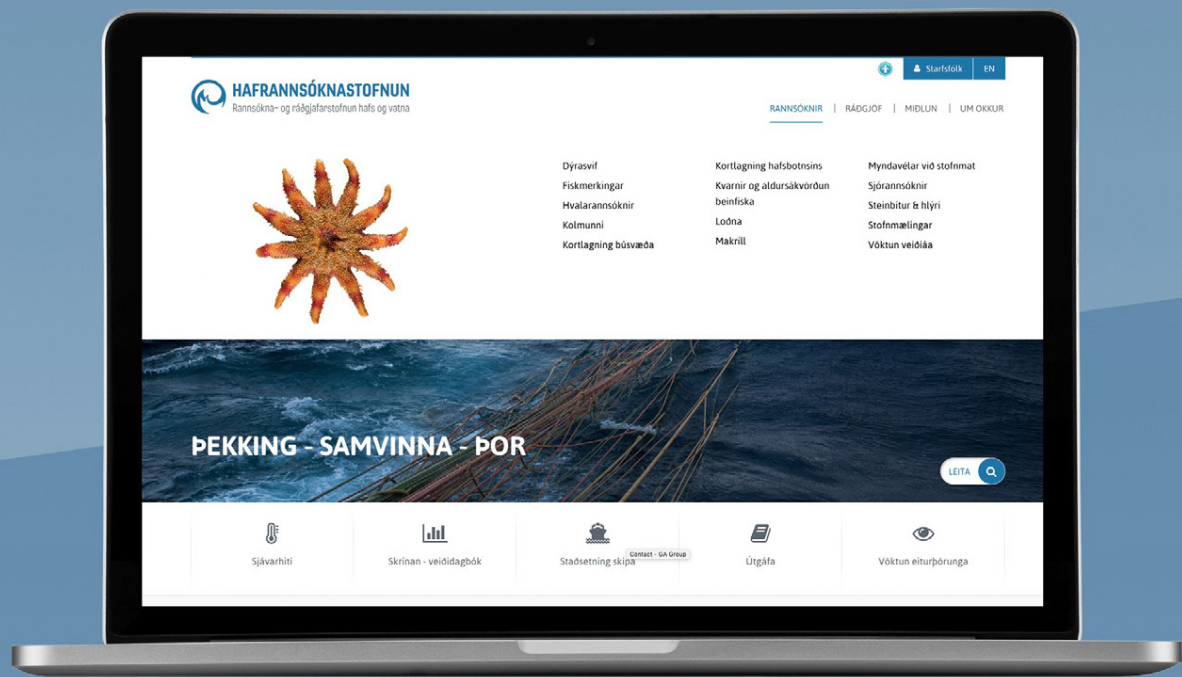 HAFRANNSÓKNASTOFNUN
Rannsókna- og ráðgjafarstofnun hafs og vatna
Starfsfólk
EN
RANNSÓKNIR | RÁÐGJÖF | MIÐLUN | UM OKKUR
Dýrasvif
Fiskmerkingar
Hvalarannsóknir
Kolmunni
Kortlagning búsvæða
Kortlagning hafsbotnsins
Kvarnir og aldursákvörðun
beinfiska
Loðna
Makríll
Myndavélar við stofnmat
Sjórannsóknir
Steinbítur & hlýri
Stofnmælingar
Vöktun veiðiáa
ÞEKKING - SAMVINNA - ÞOR
LEITA
Sjávarhiti
Skrínan - veiðidagbók
Staðsetning skipa
Contact - GA Group
Útgáfa
Vöktun eiturþörunga